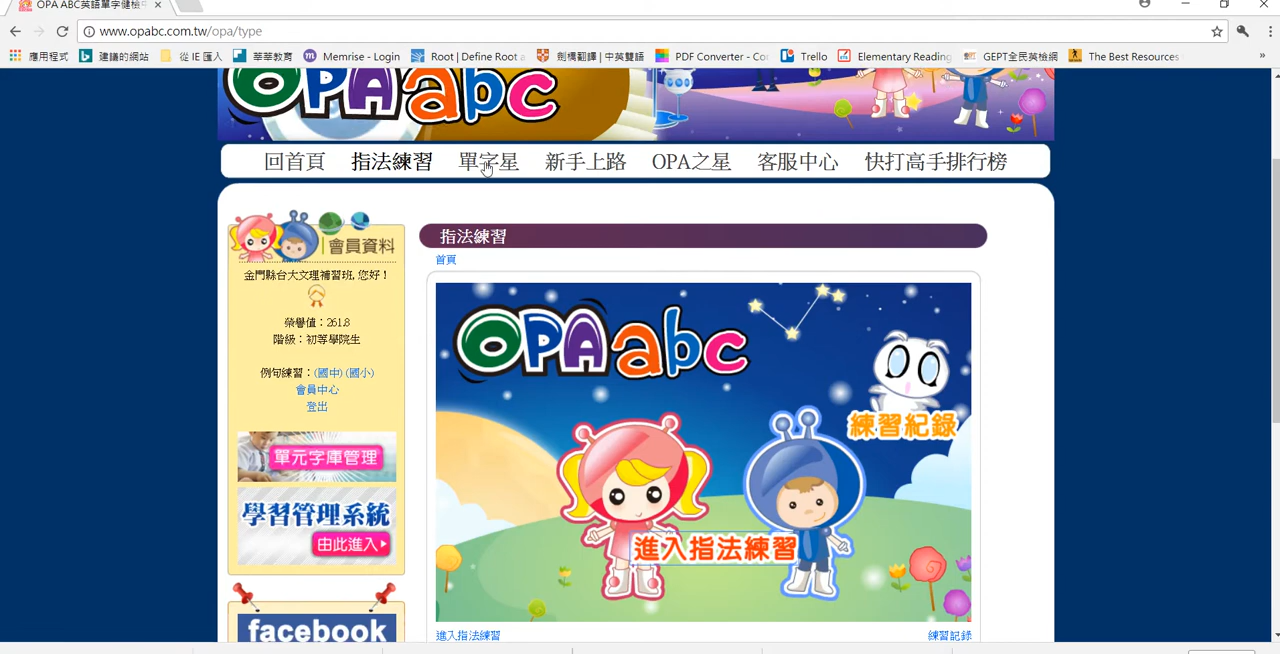 OPA ABC英語單字健檢中
www.opabc.com.tw/opa/type
應用程式 建議的網站 從 IE 匯入 華華教育 Memrise - Login Root | Define Root a 劍橋翻譯 | 中英雙語 PDF Converter - Con Trello Elementary Reading GEPT全民英檢網 The Best Resources »
OPAabc
回首頁 指法練習 單字星 新手上路 OPA之星 客服中心 快打高手排行榜
會員資料
金門縣台大文理補習班, 您好！
榮譽值：261.8
階級：初等學院生
例句練習：(國中) (國小)
會員中心
登出
單元字庫管理
學習管理系統
由此進入
facebook
指法練習
首頁
OPAabc
練習紀錄
進入指法練習
進入指法練習 練習記錄